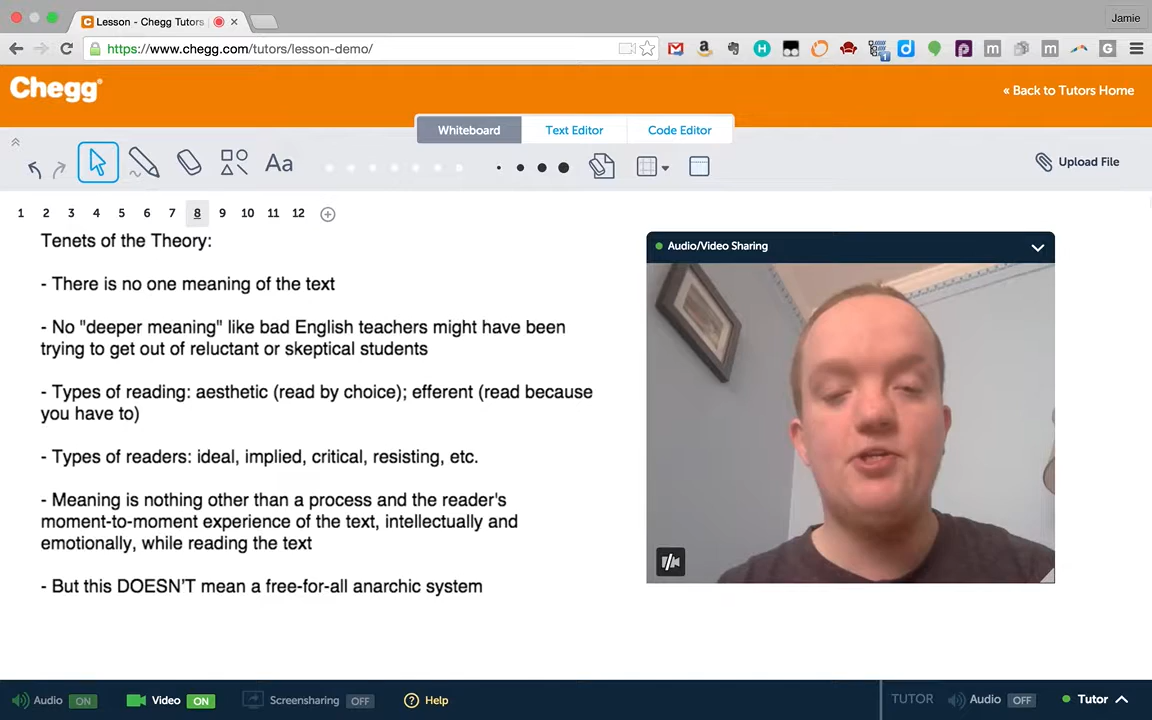 Lesson - Chegg Tutors
Jamie
https://www.chegg.com/tutors/lesson-demo/
Chegg
« Back to Tutors Home
Whiteboard Text Editor Code Editor
Aa
Upload File
1 2 3 4 5 6 7 8 9 10 11 12
Tenets of the Theory:
- There is no one meaning of the text
- No "deeper meaning" like bad English teachers might have been
trying to get out of reluctant or skeptical students
- Types of reading: aesthetic (read by choice); efferent (read because
you have to)
- Types of readers: ideal, implied, critical, resisting, etc.
- Meaning is nothing other than a process and the reader's
moment-to-moment experience of the text, intellectually and
emotionally, while reading the text
- But this DOESN'T mean a free-for-all anarchic system
Audio/Video Sharing
Audio ON Video ON Screensharing OFF ? Help TUTOR Audio OFF Tutor